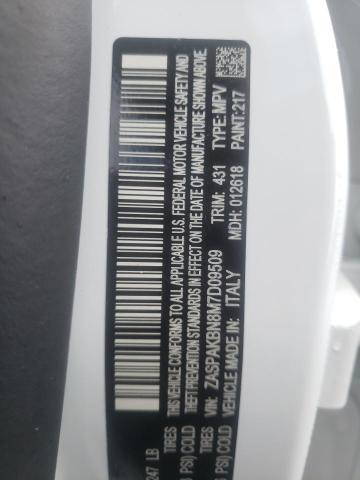 247 LB
TIRES
PSI) COLD
THIS VEHICLE CONFORMS TO ALL APPLICABLE U.S. FEDERAL MOTOR VEHICLE SAFETY AND
THEFT PREVENTION STANDARDS IN EFFECT ON THE DATE OF MANUFACTURE SHOWN ABOVE.
VIN: ZASPAKBN8M7D09509 TRIM: 431 TYPE: MPV
VEHICLE MADE IN: MDH: 012618 PAINT: 217
ITALY
TIRES
PSI) COLD